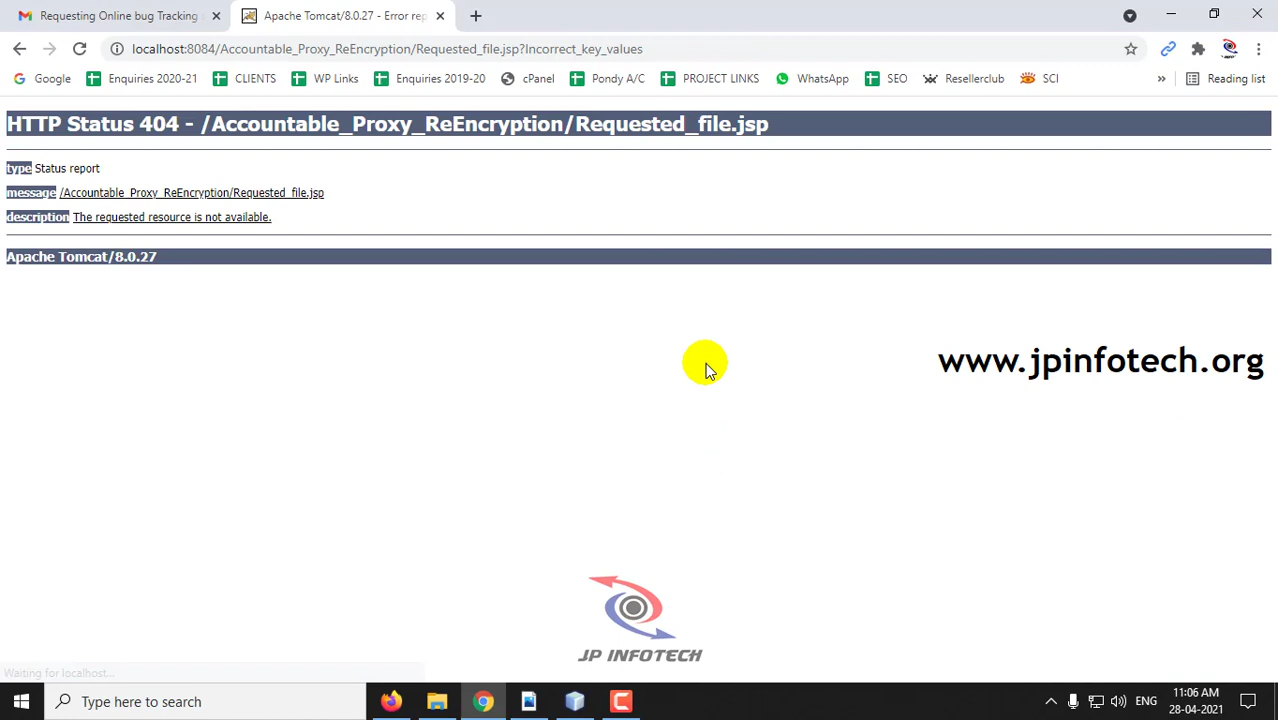 Requesting Online bug Tracking
Apache Tomcat/8.0.27 - Error rep
localhost:8084/Accountable_Proxy_ReEncryption/Requested_file.jsp?Incorrect_key_values
Google Enquiries 2020-21 CLIENTS WP Links Enquiries 2019-20 cPanel Pondy A/C PROJECT LINKS WhatsApp SEO Resellerclub SCI » Reading list
HTTP Status 404 - /Accountable_Proxy_ReEncryption/Requested_file.jsp
type Status report
message /Accountable_Proxy_ReEncryption/Requested_file.jsp
description The requested resource is not available.
Apache Tomcat/8.0.27
www.jpinfotech.org
JP INFOTECH
Waiting for localhost...
Type here to search
ENG
11:06 AM
28-04-2021